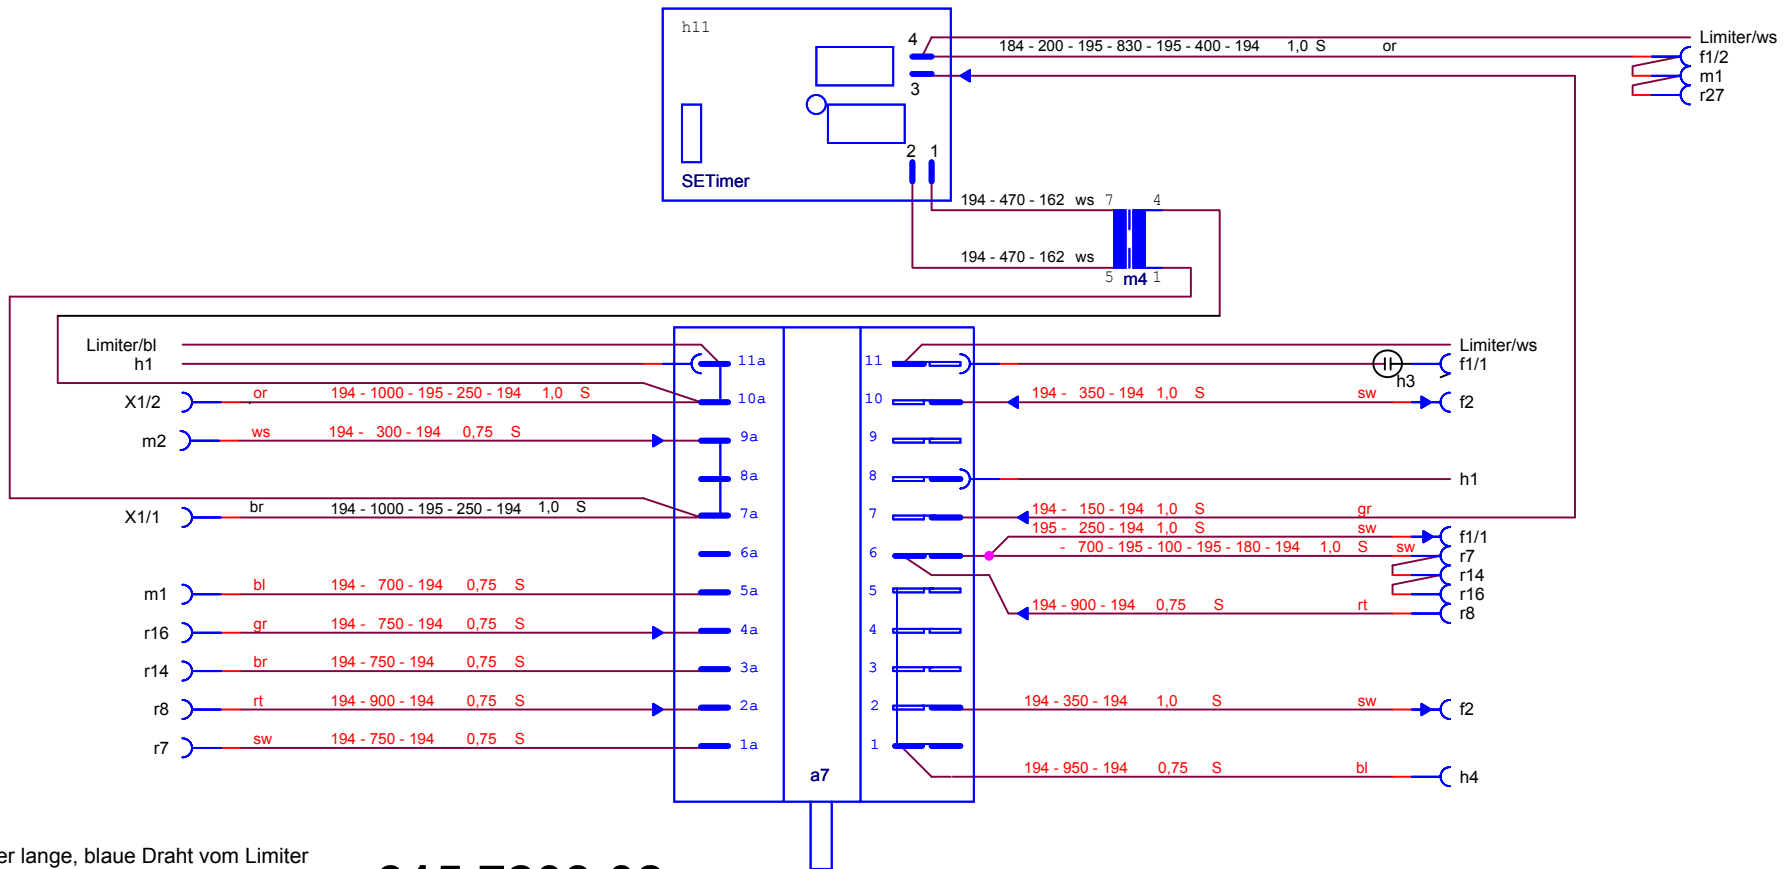 h11
4
184 - 200 - 195 - 830 - 195 - 400 - 194 1,0 S or
Limiter/ws
f1/2
m1
r27
3
2 1
SETimer
194 - 470 - 162 ws 7 4
194 - 470 - 162 ws
5 m4 1
Limiter/bl
h1
11a
11
Limiter/ws
f1/1
h3
X1/2 or 194 - 1000 - 195 - 250 - 194 1,0 S 10a
10 194 - 350 - 194 1,0 S sw f2
m2 ws 194 - 300 - 194 0,75 S 9a
9
8a
8 h1
X1/1 br 194 - 1000 - 195 - 250 - 194 1,0 S 7a
7 194 - 150 - 194 1,0 S gr
195 - 250 - 194 1,0 S sw f1/1
6a
6 - 700 - 195 - 100 - 195 - 180 - 194 1,0 S sw r7
r14
r16
m1 bl 194 - 700 - 194 0,75 S 5a
5
194 - 900 - 194 0,75 S rt r8
r16 gr 194 - 750 - 194 0,75 S 4a
4
r14 br 194 - 750 - 194 0,75 S 3a
3
r8 rt 194 - 900 - 194 0,75 S 2a
2 194 - 350 - 194 1,0 S sw f2
r7 sw 194 - 750 - 194 0,75 S 1a
1
194 - 950 - 194 0,75 S bl h4
a7
er lange, blaue Draht vom Limiter